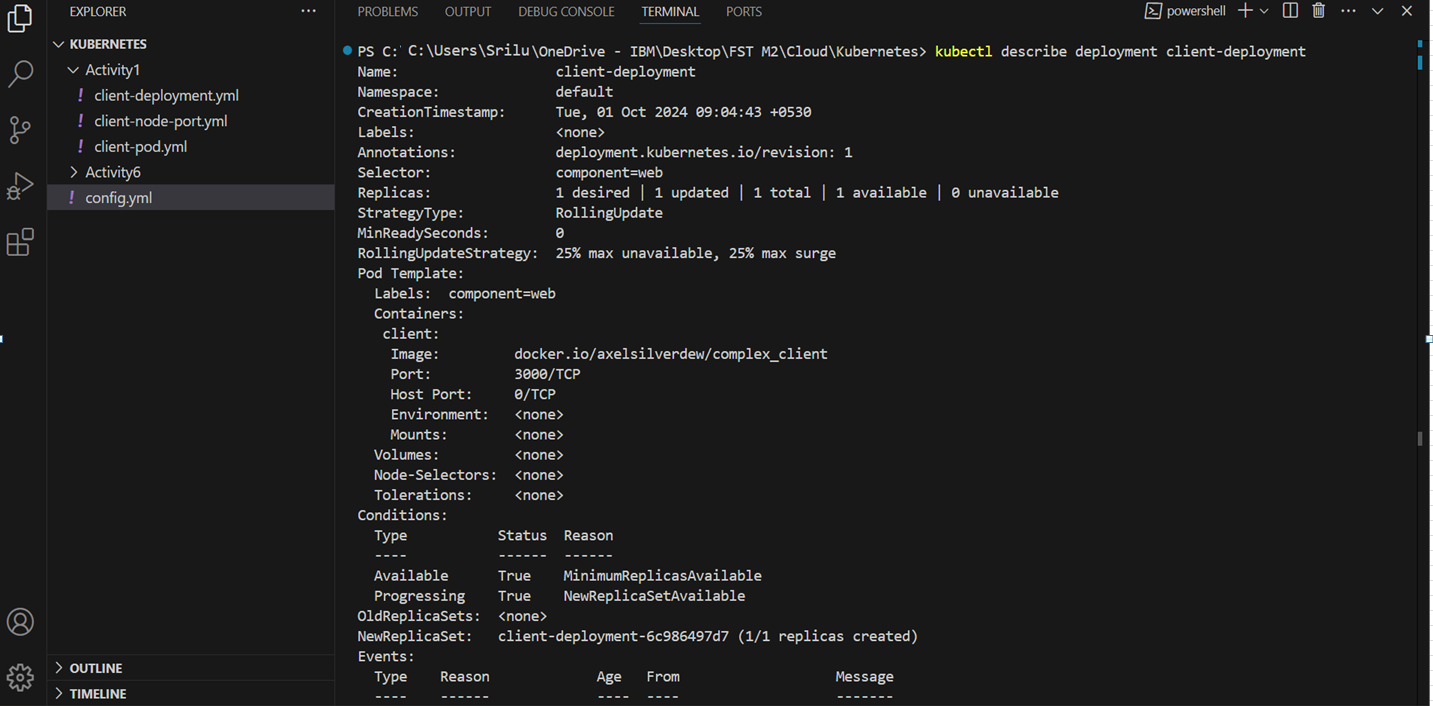 EXPLORER ···
KUBERNETES
Activity1
! client-deployment.yml
! client-node-port.yml
! client-pod.yml
Activity6
! config.yml
OUTLINE
TIMELINE
PROBLEMS OUTPUT DEBUG CONSOLE TERMINAL PORTS
powershell
PS C:' C:\Users\Srilu\OneDrive - IBM\Desktop\FST M2\Cloud\Kubernetes> kubectl describe deployment client-deployment
Name: client-deployment
Namespace: default
CreationTimestamp: Tue, 01 Oct 2024 09:04:43 +0530
Labels: <none>
Annotations: deployment.kubernetes.io/revision: 1
Selector: component=web
Replicas: 1 desired | 1 updated | 1 total | 1 available | 0 unavailable
StrategyType: RollingUpdate
MinReadySeconds: 0
RollingUpdateStrategy: 25% max unavailable, 25% max surge
Pod Template:
Labels: component=web
Containers:
client:
Image: docker.io/axelsilverdew/complex_client
Port: 3000/TCP
Host Port: 0/TCP
Environment: <none>
Mounts: <none>
Volumes: <none>
Node-Selectors: <none>
Tolerations: <none>
Conditions:
Type Status Reason
---- ------ ------
Available True MinimumReplicasAvailable
Progressing True NewReplicaSetAvailable
OldReplicaSets: <none>
NewReplicaSet: client-deployment-6c986497d7 (1/1 replicas created)
Events:
Type Reason Age From Message
---- ------ ---- ---- -------